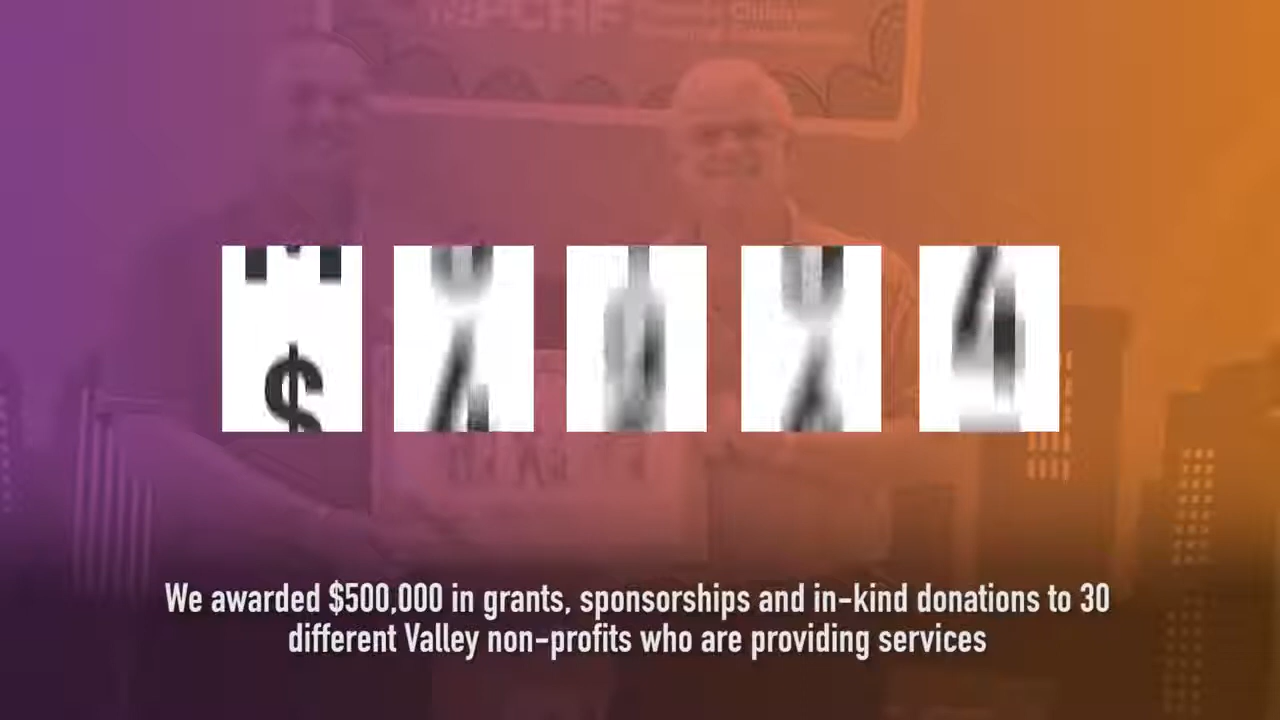 PCHF
$
We awarded $500,000 in grants, sponsorships and in-kind donations to 30
different Valley non-profits who are providing services